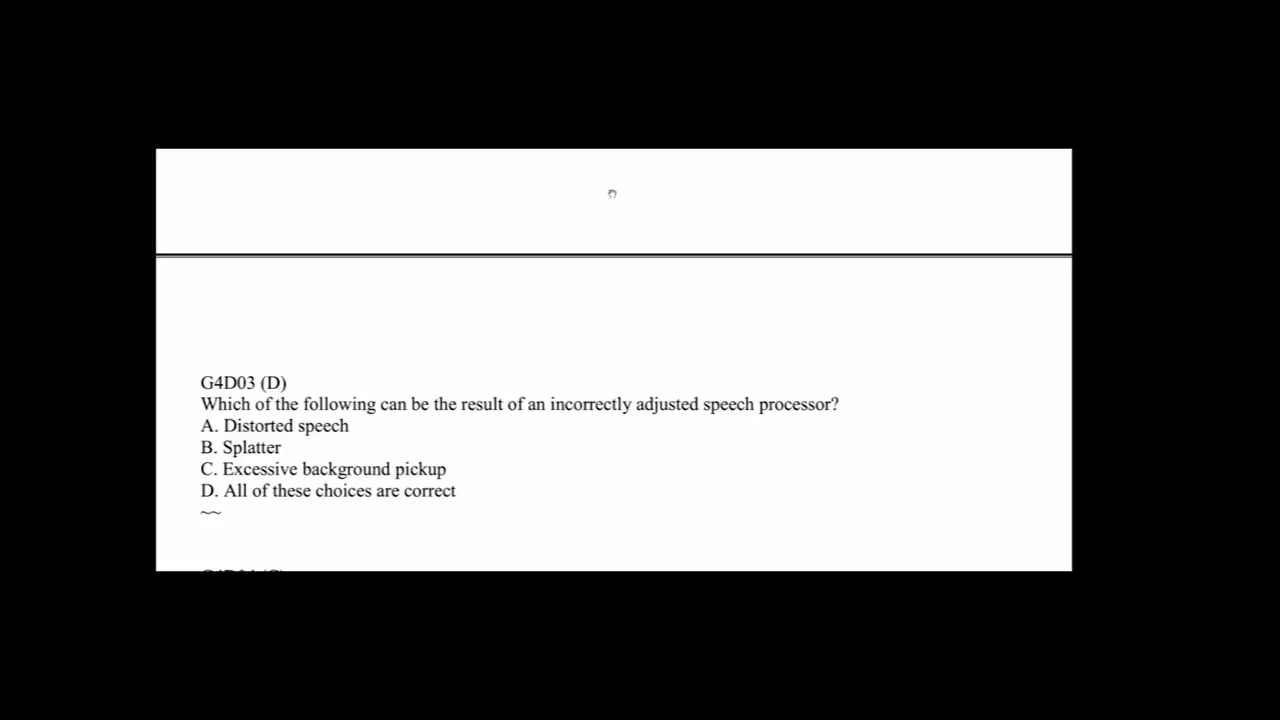 G4D03 (D)
Which of the following can be the result of an incorrectly adjusted speech processor?
A. Distorted speech
B. Splatter
C. Excessive background pickup
D. All of these choices are correct
~~